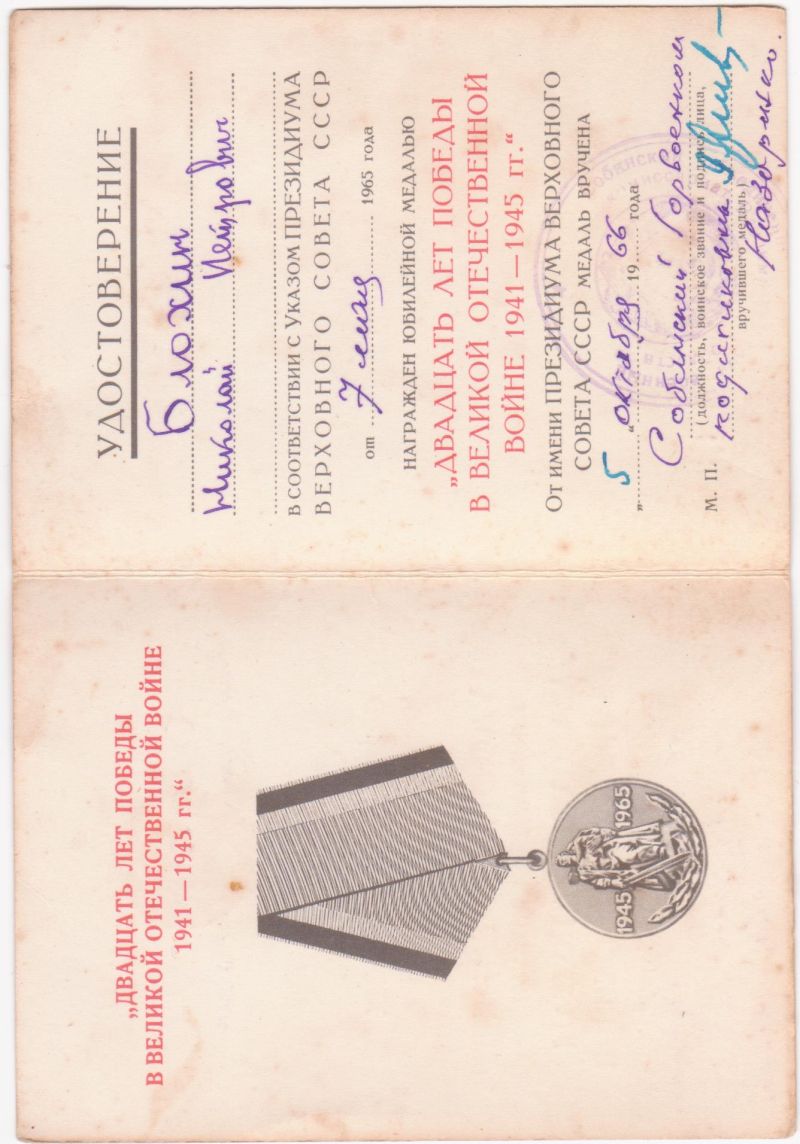 „ДВАДЦАТЬ ЛЕТ ПОБЕДЫ
В ВЕЛИКОЙ ОТЕЧЕСТВЕННОЙ ВОЙНЕ
1941—1945 гг.“
1945 1965
УДОСТОВЕРЕНИЕ
Блохин
Николай Петрович
В СООТВЕТСТВИИ С УКАЗОМ ПРЕЗИДИУМА
ВЕРХОВНОГО СОВЕТА СССР
от 7 мая 1965 года
НАГРАЖДЕН ЮБИЛЕЙНОЙ МЕДАЛЬЮ
„ДВАДЦАТЬ ЛЕТ ПОБЕДЫ
В ВЕЛИКОЙ ОТЕЧЕСТВЕННОЙ
ВОЙНЕ 1941—1945 гг.“
От ИМЕНИ ПРЕЗИДИУМА ВЕРХОВНОГО
СОВЕТА СССР МЕДАЛЬ ВРУЧЕНА
„5“ октября 1966 года
Собинский Горвоенком
М. П. (должность, воинское звание и подпись лица,
подполковник
вручившего медаль)